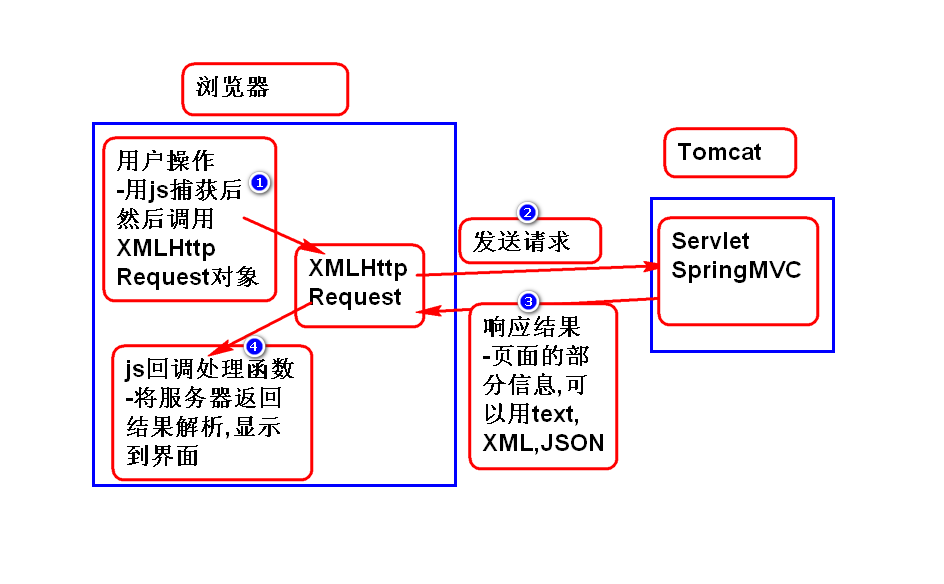 浏览器
用户操作
-用js捕获后
然后调用
XMLHttp
Request对象
1
XMLHttp
Request
2
发送请求
Tomcat
Servlet
SpringMVC
3
响应结果
-页面的部
分信息,可
以用text,
XML,JSON
4
js回调处理函数
-将服务器返回
结果解析,显示
到界面